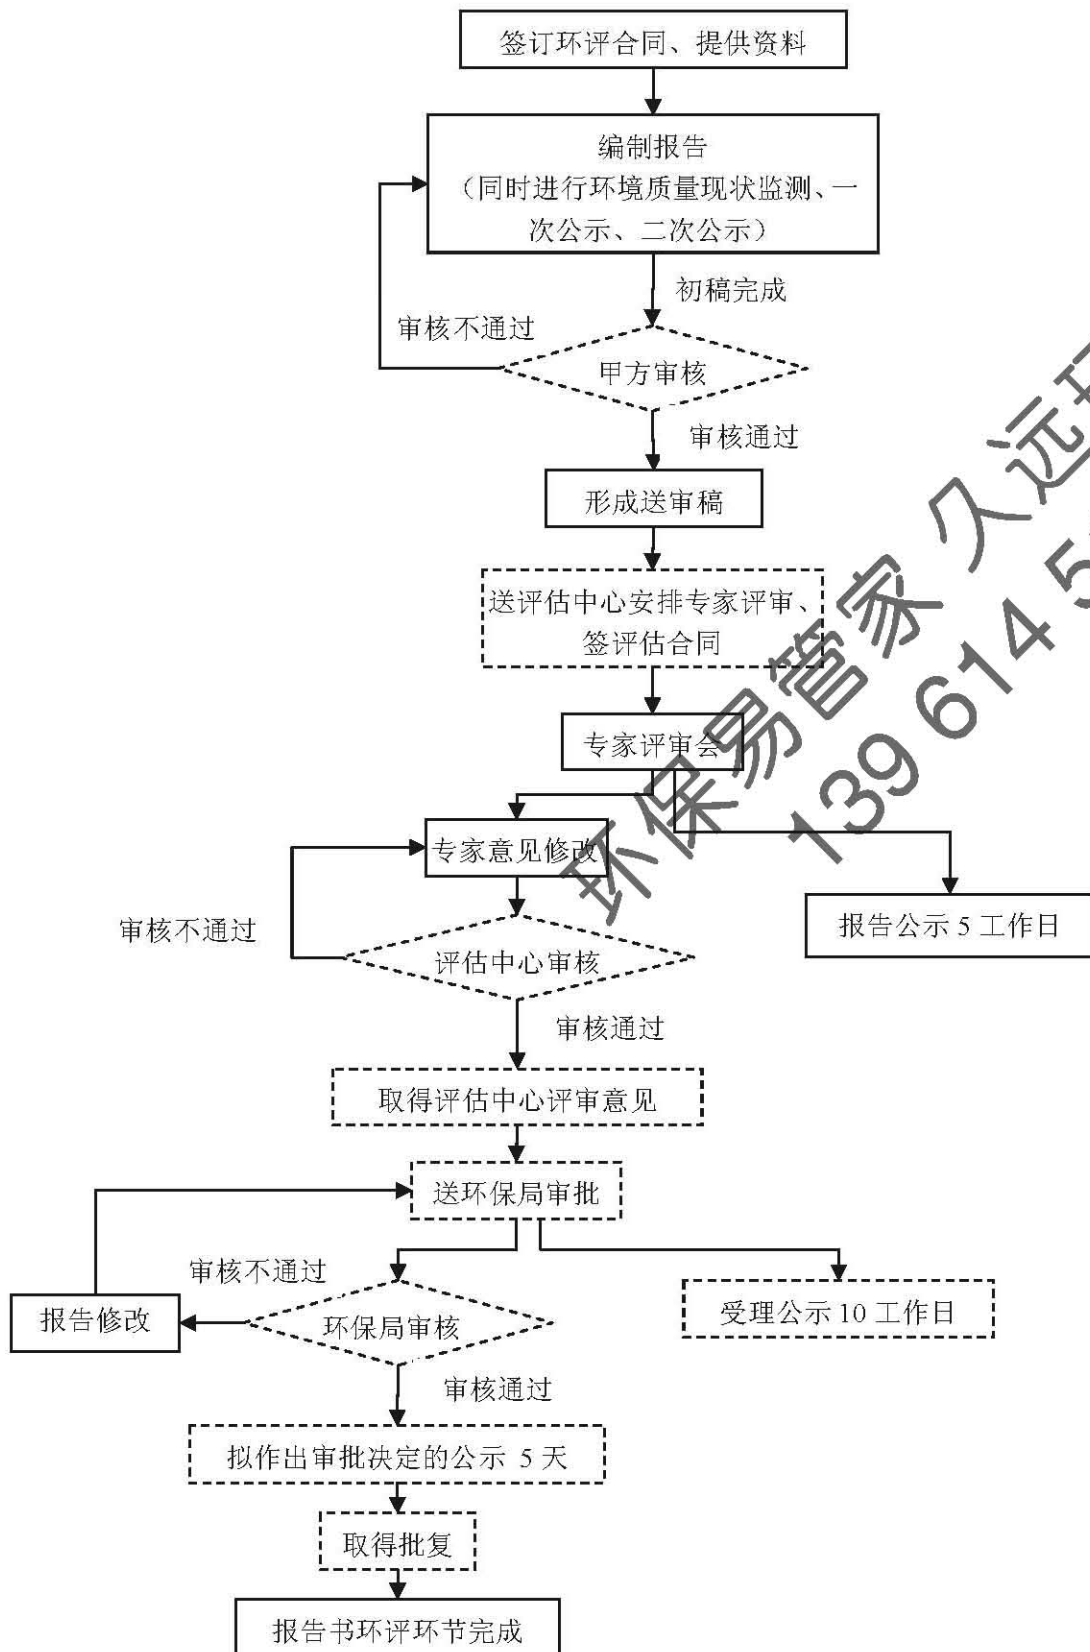 签订环评合同、提供资料
编制报告
（同时进行环境质量现状监测、一
次公示、二次公示）
初稿完成
审核不通过
甲方审核
审核通过
形成送审稿
送评估中心安排专家评审、
签评估合同
专家评审会
专家意见修改
审核不通过
报告公示 5 工作日
评估中心审核
审核通过
取得评估中心评审意见
送环保局审批
审核不通过
报告修改
环保局审核
受理公示 10 工作日
审核通过
拟作出审批决定的公示 5 天
取得批复
报告书环评环节完成
环保易管家 久远
139 614 5